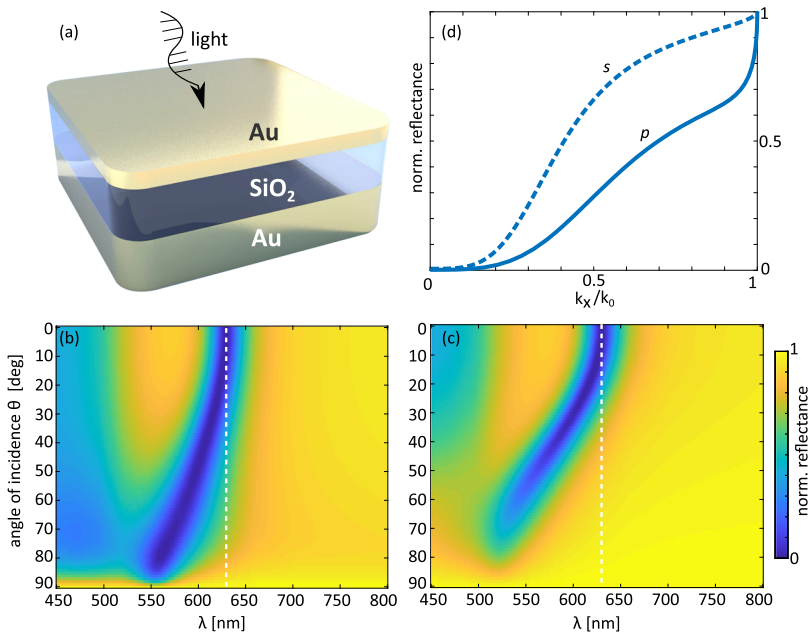 (a)
light
Au
SiO₂
Au
(d)
norm. reflectance
1
0.5
0
s
p
0
0.5
1
kₓ/k₀
(b)
angle of incidence θ [deg]
0
10
20
30
40
50
60
70
80
90
450
500
550
600
650
700
750
800
λ [nm]
(c)
0
10
20
30
40
50
60
70
80
90
450
500
550
600
650
700
750
800
λ [nm]
1
0
norm. reflectance